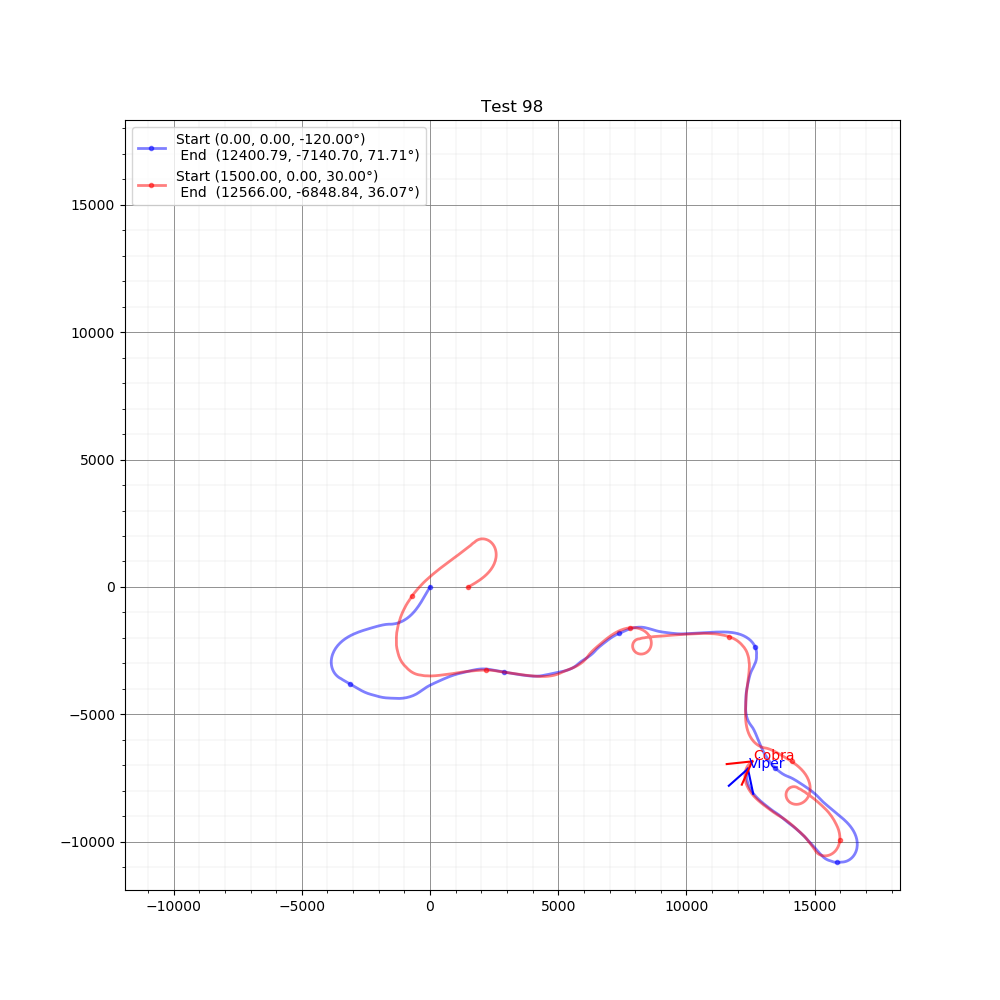 Test 98
Start (0.00, 0.00, -120.00°)
End  (12400.79, -7140.70, 71.71°)
Start (1500.00, 0.00, 30.00°)
End  (12566.00, -6848.84, 36.07°)
15000
10000
5000
0
−5000
−10000
Cobra
Viper
−10000
−5000
0
5000
10000
15000